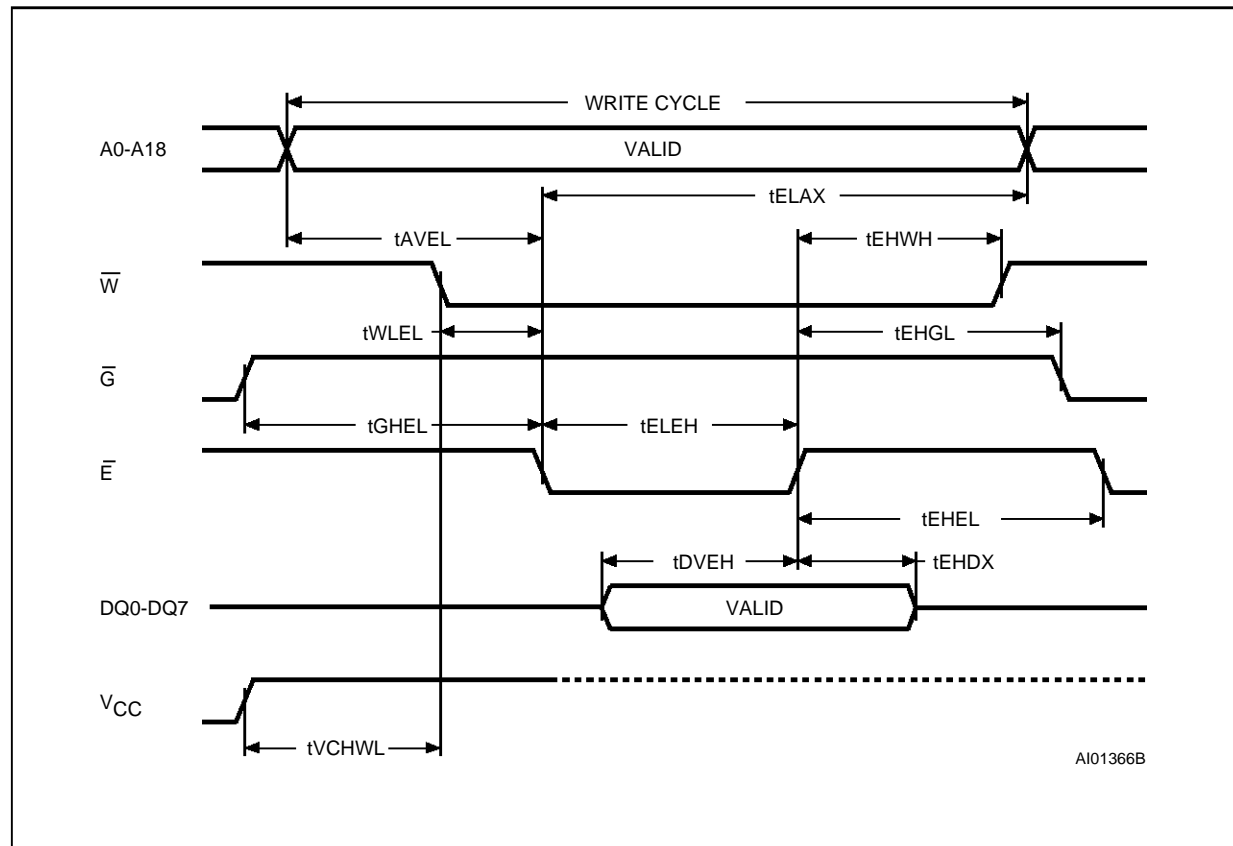 WRITE CYCLE
A0-A18
VALID
tELAX
tAVEL
tEHWH
W̅
tWLEL
tEHGL
G̅
tGHEL
tELEH
E̅
tEHEL
tDVEH
tEHDX
DQ0-DQ7
VALID
VCC
tVCHWL
AI01366B